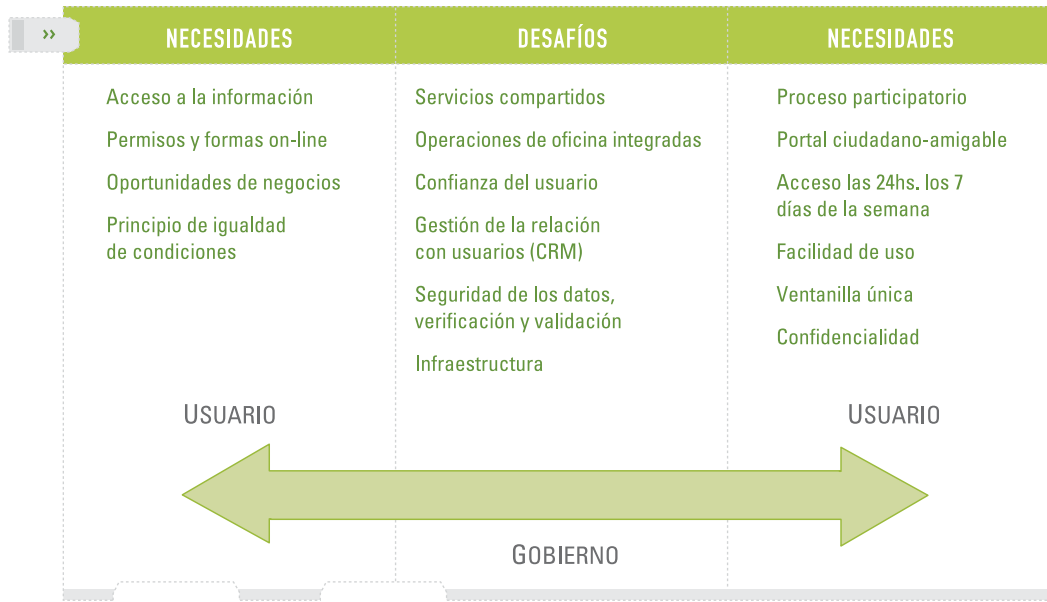 ››
NECESIDADES
Acceso a la información
Permisos y formas on-line
Oportunidades de negocios
Principio de igualdad
de condiciones
USUARIO
DESAFÍOS
Servicios compartidos
Operaciones de oficina integradas
Confianza del usuario
Gestión de la relación
con usuarios (CRM)
Seguridad de los datos,
verificación y validación
Infraestructura
NECESIDADES
Proceso participatorio
Portal ciudadano-amigable
Acceso las 24hs. los 7
días de la semana
Facilidad de uso
Ventanilla única
Confidencialidad
USUARIO
GOBIERNO